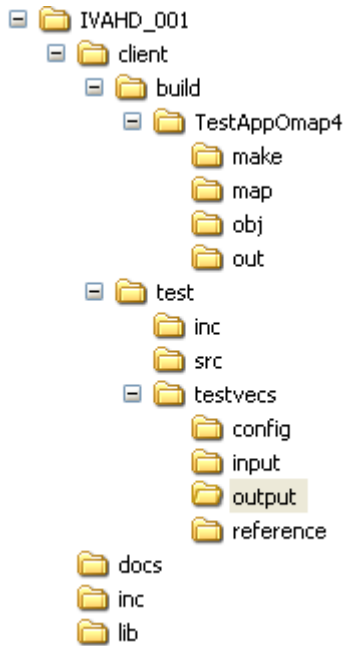 IVAHD_001
client
build
TestAppOmap4
make
map
obj
out
test
inc
src
testvecs
config
input
output
reference
docs
inc
lib